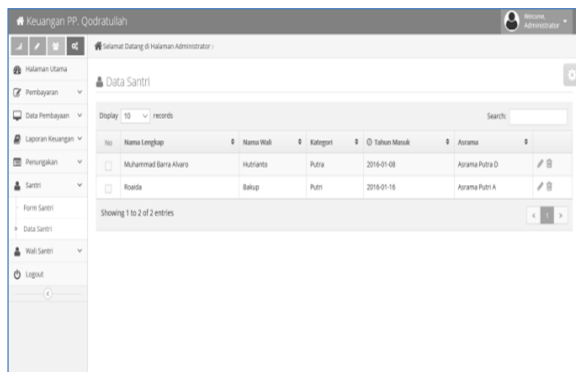 Keuangan PP. Qodratullah
Welcome,
Administrator
Selamat Datang di Halaman Administrator :
Halaman Utama
Pembayaran
Data Pembayaan
Laporan Keuangan
Penungakan
Santri
Form Santri
Data Santri
Wali Santri
Logout
Data Santri
Display 10 records
Search:
No Nama Lengkap Nama Wali Kategori Tahun Masuk Asrama
Muhammad Barra Alvaro Hutrianto Putra 2016-01-08 Asrama Putra D
Roaida Bakup Putri 2016-01-16 Asrama Putri A
Showing 1 to 2 of 2 entries
< 1 >